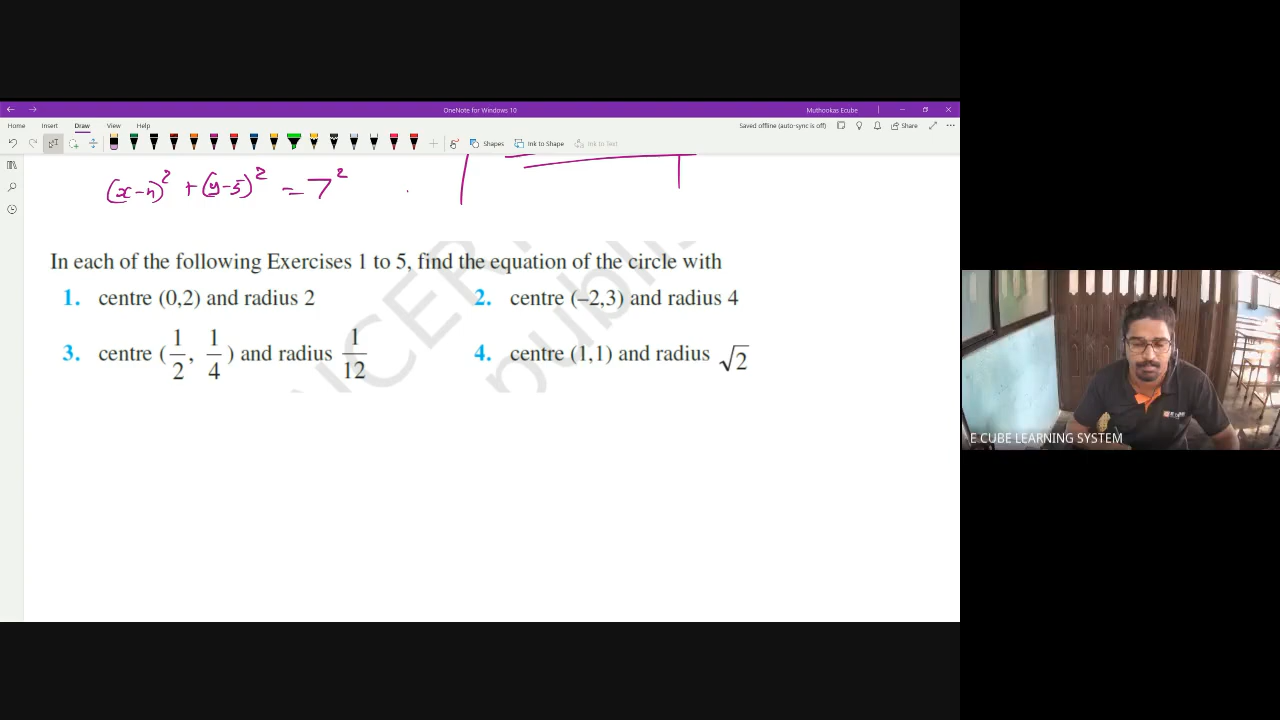 OneNote for Windows 10
Muthookas Ecube
Home Insert Draw View Help
Saved offline (auto-sync is off) Share
Shapes Ink to Shape Ink to Text
(x-4)² + (y-5)² = 7²
In each of the following Exercises 1 to 5, find the equation of the circle with
1. centre (0,2) and radius 2
2. centre (–2,3) and radius 4
3. centre (1/2, 1/4) and radius 1/12
4. centre (1,1) and radius √2
E CUBE LEARNING SYSTEM